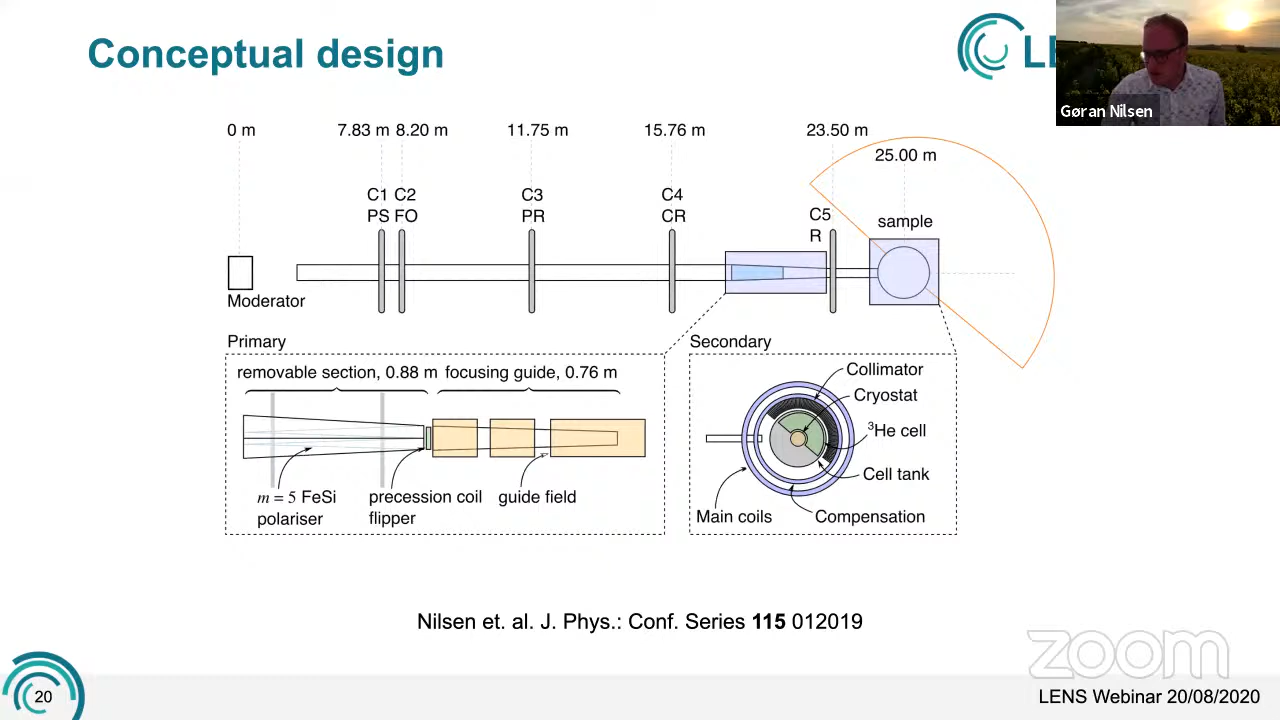 Conceptual design
LE
Gøran Nilsen
0 m
7.83 m
8.20 m
11.75 m
15.76 m
23.50 m
25.00 m
C1
PS
C2
FO
C3
PR
C4
CR
C5
R
sample
Moderator
Primary
removable section, 0.88 m
focusing guide, 0.76 m
m = 5 FeSi
polariser
precession coil
flipper
guide field
Secondary
Collimator
Cryostat
³He cell
Cell tank
Main coils
Compensation
Nilsen et. al. J. Phys.: Conf. Series 115 012019
zoom
20
LENS Webinar 20/08/2020